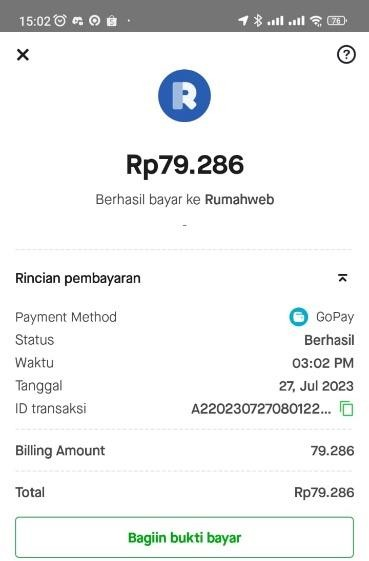 15:02
76
R
Rp79.286
Berhasil bayar ke Rumahweb
-
Rincian pembayaran
Payment Method GoPay
Status Berhasil
Waktu 03:02 PM
Tanggal 27, Jul 2023
ID transaksi A220230727080122...
Billing Amount 79.286
Total Rp79.286
Bagiin bukti bayar